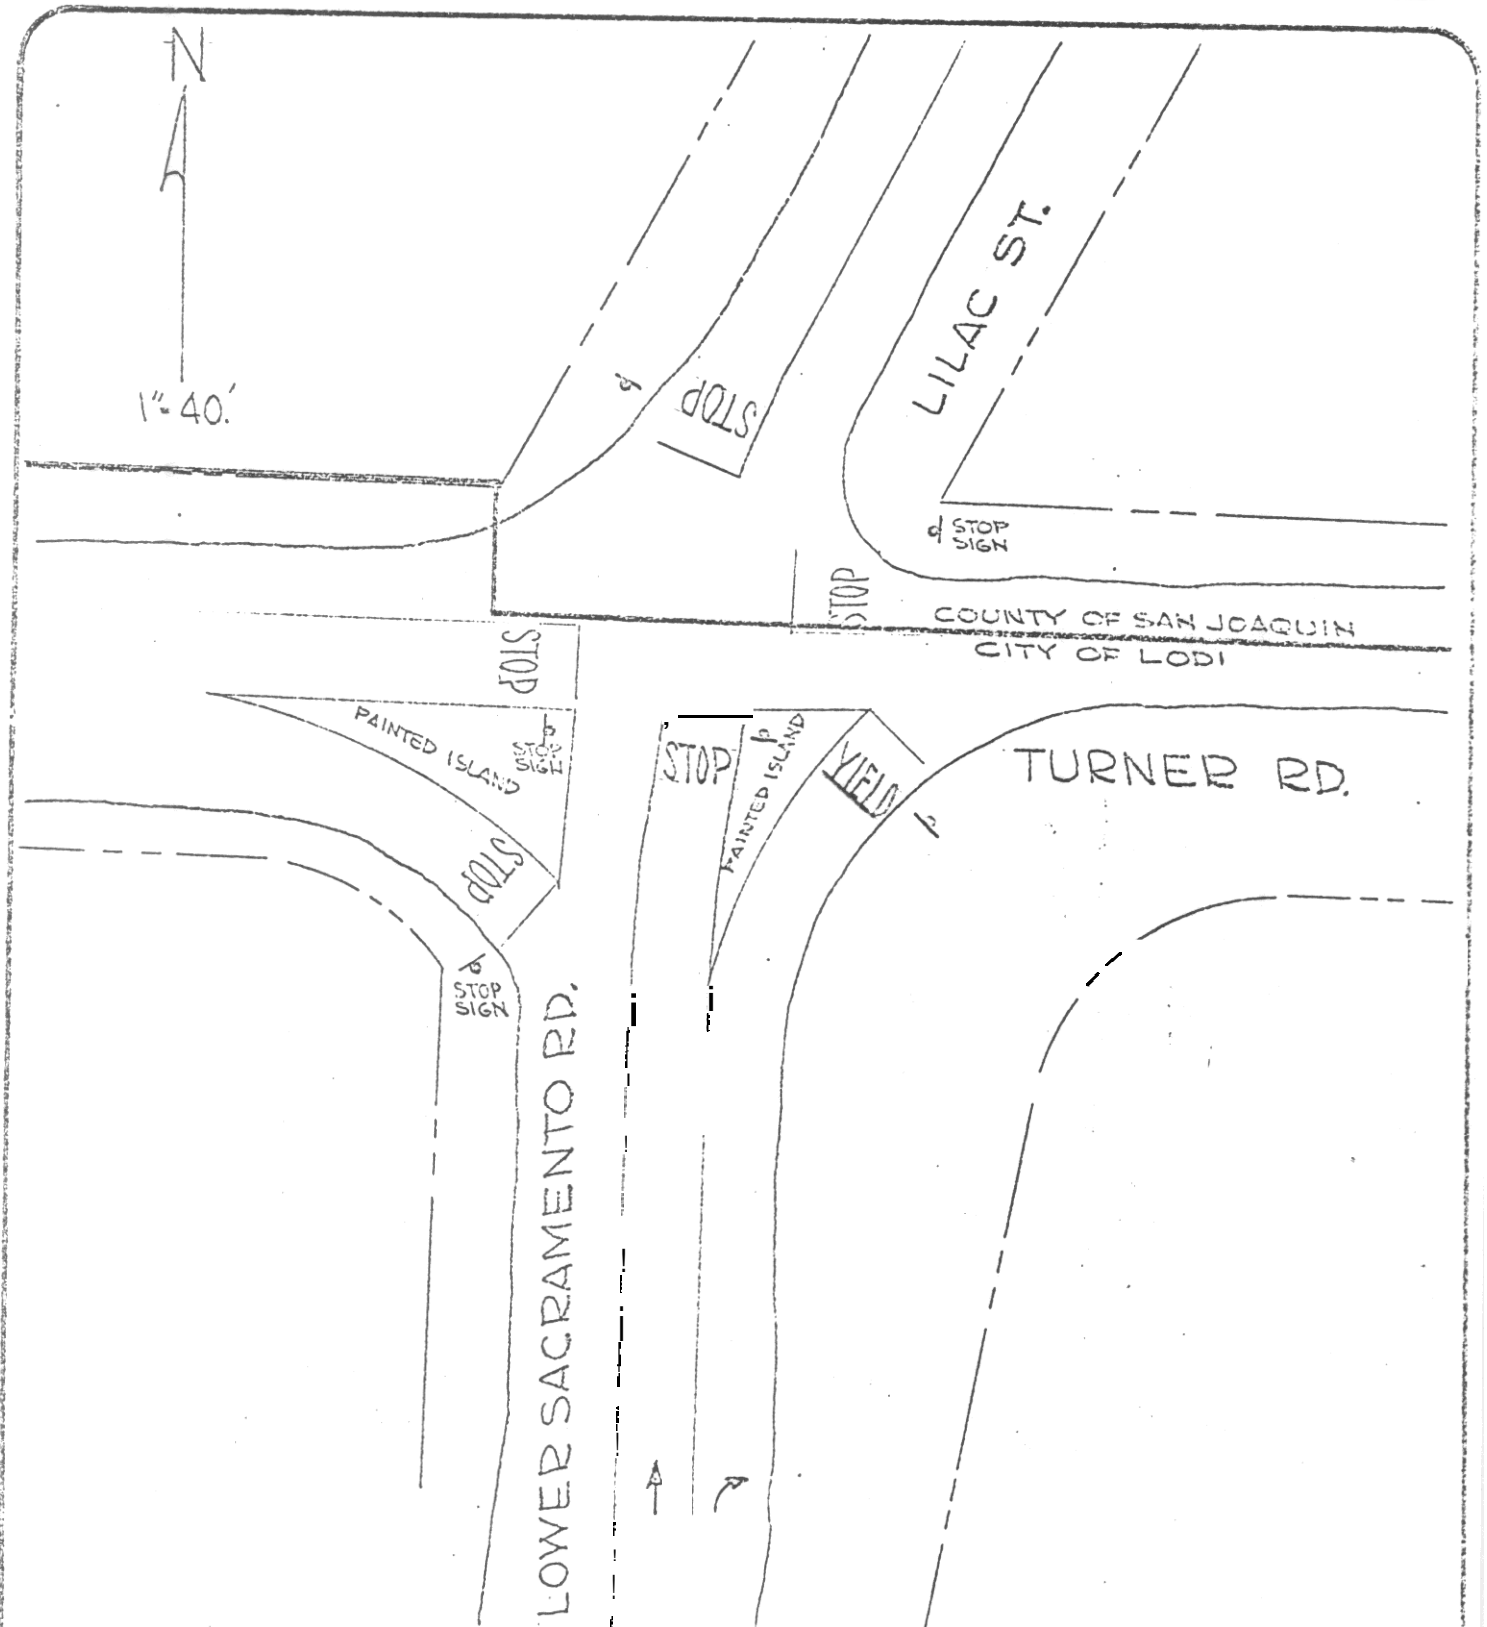 N
1"=40.'
LILAC ST.
STOP
STOP
SIGN
STOP
COUNTY OF SAN JOAQUIN
CITY OF LODI
STOP
PAINTED ISLAND
STOP
SIGN
STOP
PAINTED ISLAND
YIELD
TURNER RD.
STOP
STOP
SIGN
LOWER SACRAMENTO RD.